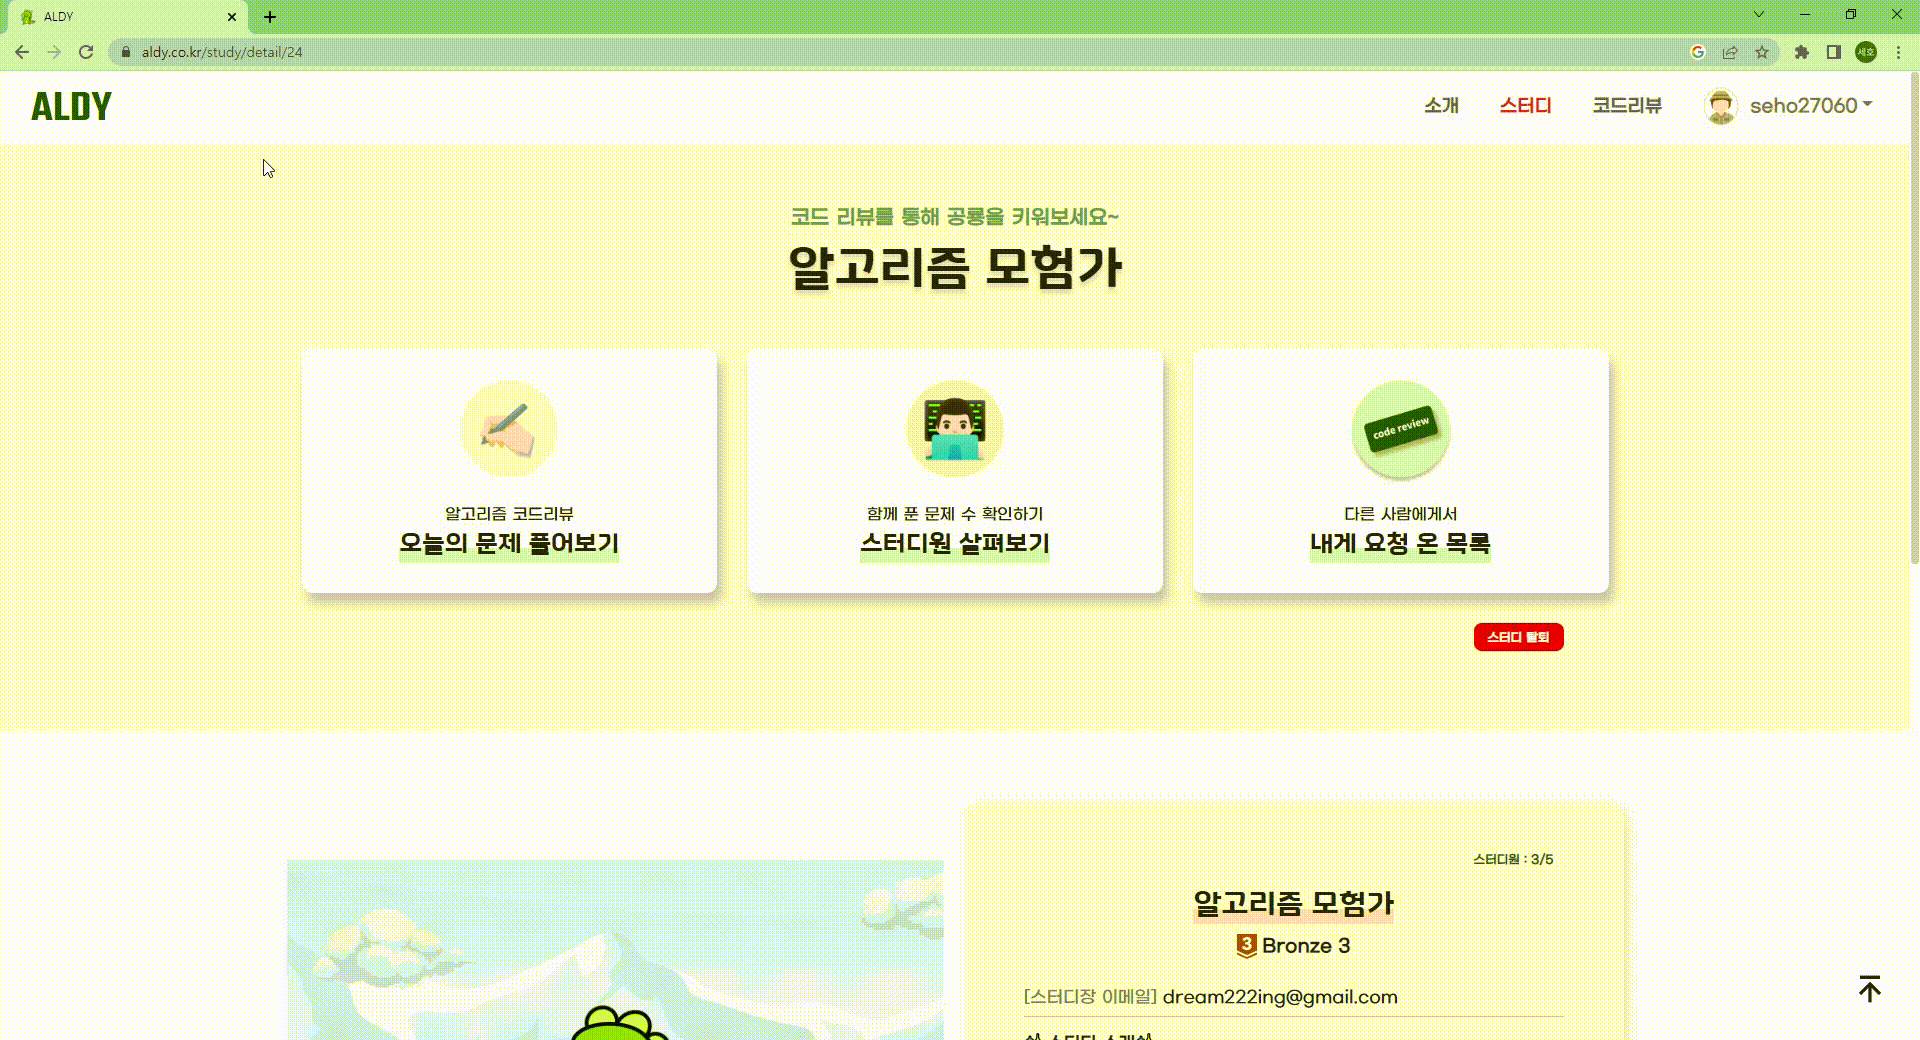 ALDY
aldy.co.kr/study/detail/24
세호
ALDY
소개
스터디
코드리뷰
seho27060
코드 리뷰를 통해 공룡을 키워보세요~
알고리즘 모험가
code review
알고리즘 코드리뷰
오늘의 문제 풀어보기
함께 푼 문제 수 확인하기
스터디원 살펴보기
다른 사람에게서
내게 요청 온 목록
스터디 탈퇴
스터디원 : 3/5
알고리즘 모험가
3 Bronze 3
[스터디장 이메일] dream222ing@gmail.com